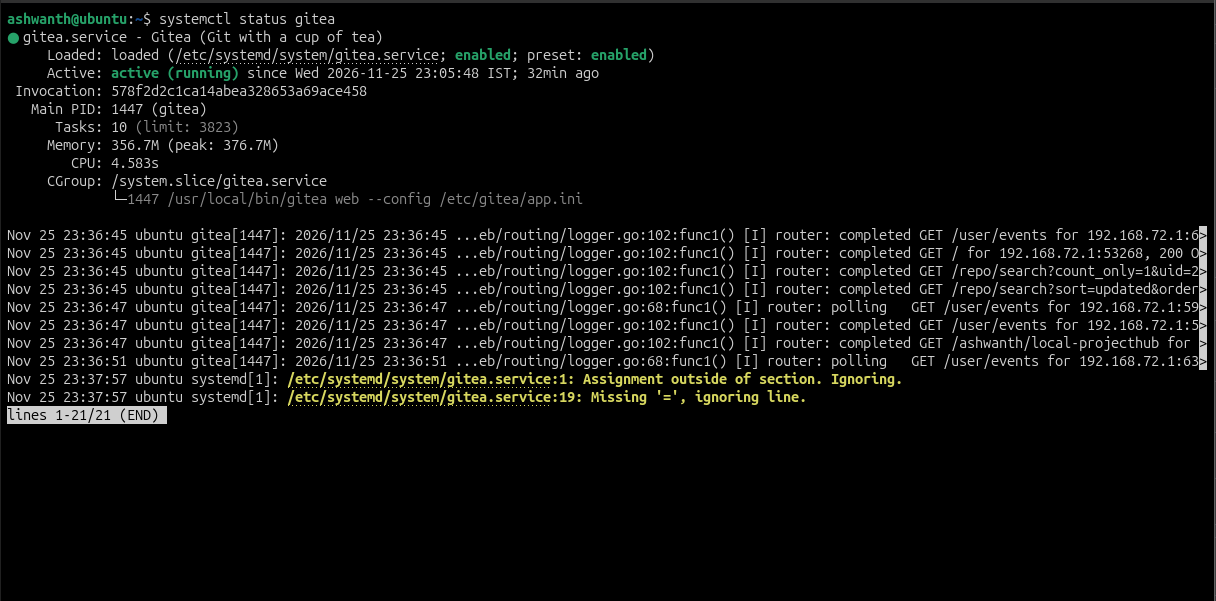 ashwanth@ubuntu:~$ systemctl status gitea
● gitea.service - Gitea (Git with a cup of tea)
     Loaded: loaded (/etc/systemd/system/gitea.service; enabled; preset: enabled)
     Active: active (running) since Wed 2026-11-25 23:05:48 IST; 32min ago
 Invocation: 578f2d2c1ca14abea328653a69ace458
   Main PID: 1447 (gitea)
      Tasks: 10 (limit: 3823)
     Memory: 356.7M (peak: 376.7M)
        CPU: 4.583s
     CGroup: /system.slice/gitea.service
             └─1447 /usr/local/bin/gitea web --config /etc/gitea/app.ini

Nov 25 23:36:45 ubuntu gitea[1447]: 2026/11/25 23:36:45 ...eb/routing/logger.go:102:func1() [I] router: completed GET /user/events for 192.168.72.1:6>
Nov 25 23:36:45 ubuntu gitea[1447]: 2026/11/25 23:36:45 ...eb/routing/logger.go:102:func1() [I] router: completed GET / for 192.168.72.1:53268, 200 O>
Nov 25 23:36:45 ubuntu gitea[1447]: 2026/11/25 23:36:45 ...eb/routing/logger.go:102:func1() [I] router: completed GET /repo/search?count_only=1&uid=2>
Nov 25 23:36:45 ubuntu gitea[1447]: 2026/11/25 23:36:45 ...eb/routing/logger.go:102:func1() [I] router: completed GET /repo/search?sort=updated&order>
Nov 25 23:36:47 ubuntu gitea[1447]: 2026/11/25 23:36:47 ...eb/routing/logger.go:68:func1() [I] router: polling   GET /user/events for 192.168.72.1:59>
Nov 25 23:36:47 ubuntu gitea[1447]: 2026/11/25 23:36:47 ...eb/routing/logger.go:102:func1() [I] router: completed GET /user/events for 192.168.72.1:5>
Nov 25 23:36:47 ubuntu gitea[1447]: 2026/11/25 23:36:47 ...eb/routing/logger.go:102:func1() [I] router: completed GET /ashwanth/local-projecthub for >
Nov 25 23:36:51 ubuntu gitea[1447]: 2026/11/25 23:36:51 ...eb/routing/logger.go:68:func1() [I] router: polling   GET /user/events for 192.168.72.1:63>
Nov 25 23:37:57 ubuntu systemd[1]: /etc/systemd/system/gitea.service:1: Assignment outside of section. Ignoring.
Nov 25 23:37:57 ubuntu systemd[1]: /etc/systemd/system/gitea.service:19: Missing '=', ignoring line.
lines 1-21/21 (END)